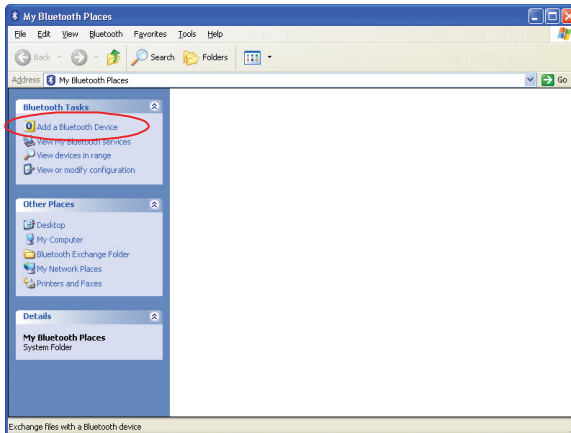 My Bluetooth Places
File Edit View Bluetooth Favorites Tools Help
Back Search Folders
Address My Bluetooth Places Go
Bluetooth Tasks
Add a Bluetooth Device
View My Bluetooth services
View devices in range
View or modify configuration
Other Places
Desktop
My Computer
Bluetooth Exchange Folder
My Network Places
Printers and Faxes
Details
My Bluetooth Places
System Folder
Exchange files with a Bluetooth device